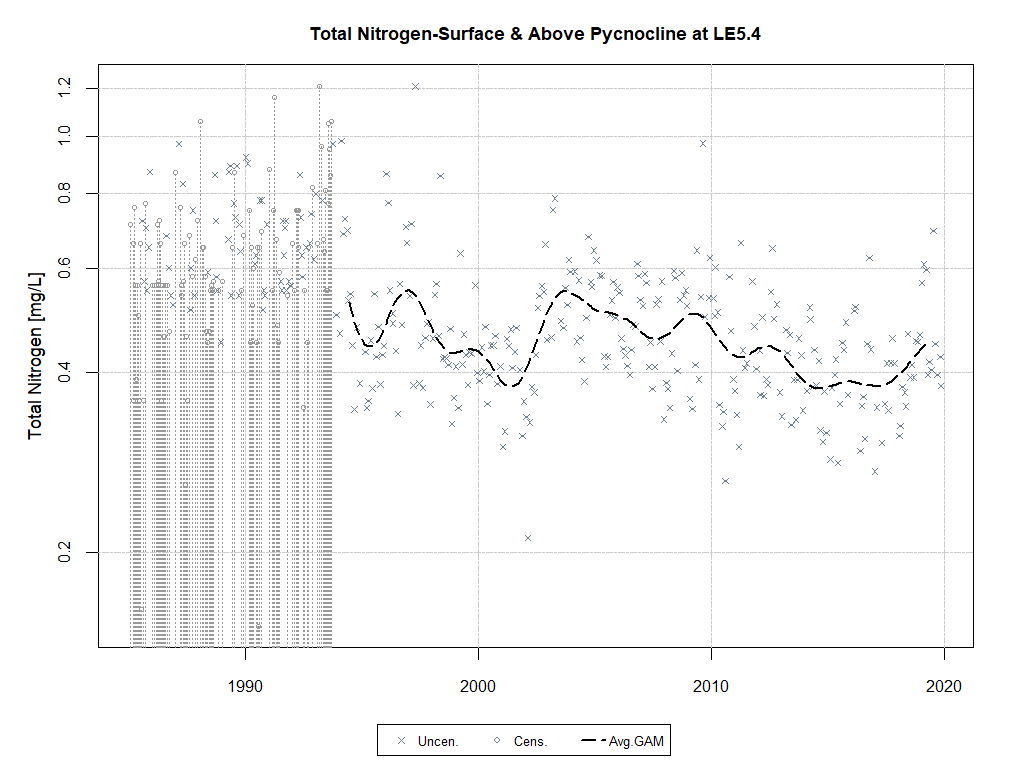 Total Nitrogen-Surface & Above Pycnocline at LE5.4
Total Nitrogen [mg/L]
1.2
1.0
0.8
0.6
0.4
0.2
1990 2000 2010 2020
Uncen. Cens. Avg.GAM